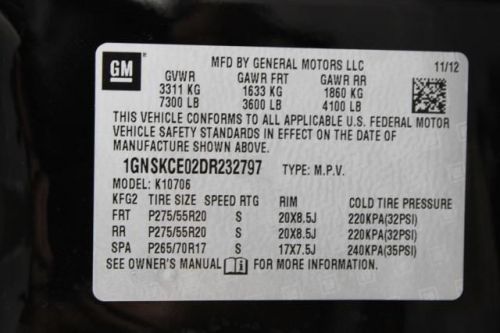 GM
MFD BY GENERAL MOTORS LLC 11/12
GVWR GAWR FRT GAWR RR
3311 KG 1633 KG 1860 KG
7300 LB 3600 LB 4100 LB
THIS VEHICLE CONFORMS TO ALL APPLICABLE U.S. FEDERAL MOTOR
VEHICLE SAFETY STANDARDS IN EFFECT ON THE DATE OF
MANUFACTURE SHOWN ABOVE.
1GNSKCE02DR232797 TYPE: M.P.V.
MODEL: K10706
KFG2 TIRE SIZE SPEED RTG RIM COLD TIRE PRESSURE
FRT P275/55R20 S 20X8.5J 220KPA(32PSI)
RR P275/55R20 S 20X8.5J 220KPA(32PSI)
SPA P265/70R17 S 17X7.5J 240KPA(35PSI)
SEE OWNER'S MANUAL FOR MORE INFORMATION.